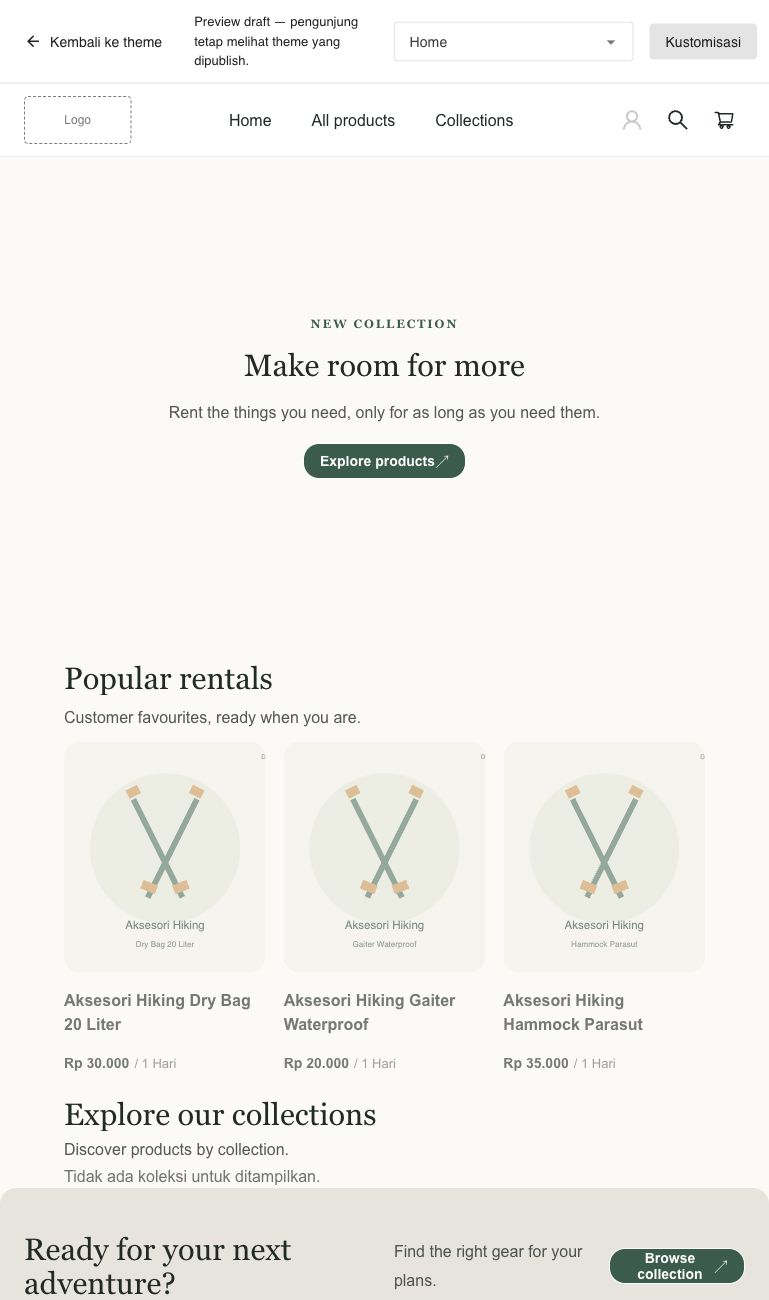 Kembali ke theme
Preview draft — pengunjung
tetap melihat theme yang
dipublish.
Home
Kustomisasi
Logo
Home
All products
Collections
NEW COLLECTION
Make room for more
Rent the things you need, only for as long as you need them.
Explore products
Popular rentals
Customer favourites, ready when you are.
D
D
D
Aksesori Hiking
Dry Bag 20 Liter
Aksesori Hiking
Gaiter Waterproof
Aksesori Hiking
Hammock Parasut
Aksesori Hiking Dry Bag
20 Liter
Rp 30.000 / 1 Hari
Aksesori Hiking Gaiter
Waterproof
Rp 20.000 / 1 Hari
Aksesori Hiking
Hammock Parasut
Rp 35.000 / 1 Hari
Explore our collections
Discover products by collection.
Tidak ada koleksi untuk ditampilkan.
Ready for your next
adventure?
Find the right gear for your
plans.
Browse
collection